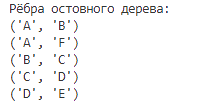 Рёбра остовного дерева:
('A', 'B')
('A', 'F')
('B', 'C')
('C', 'D')
('D', 'E')